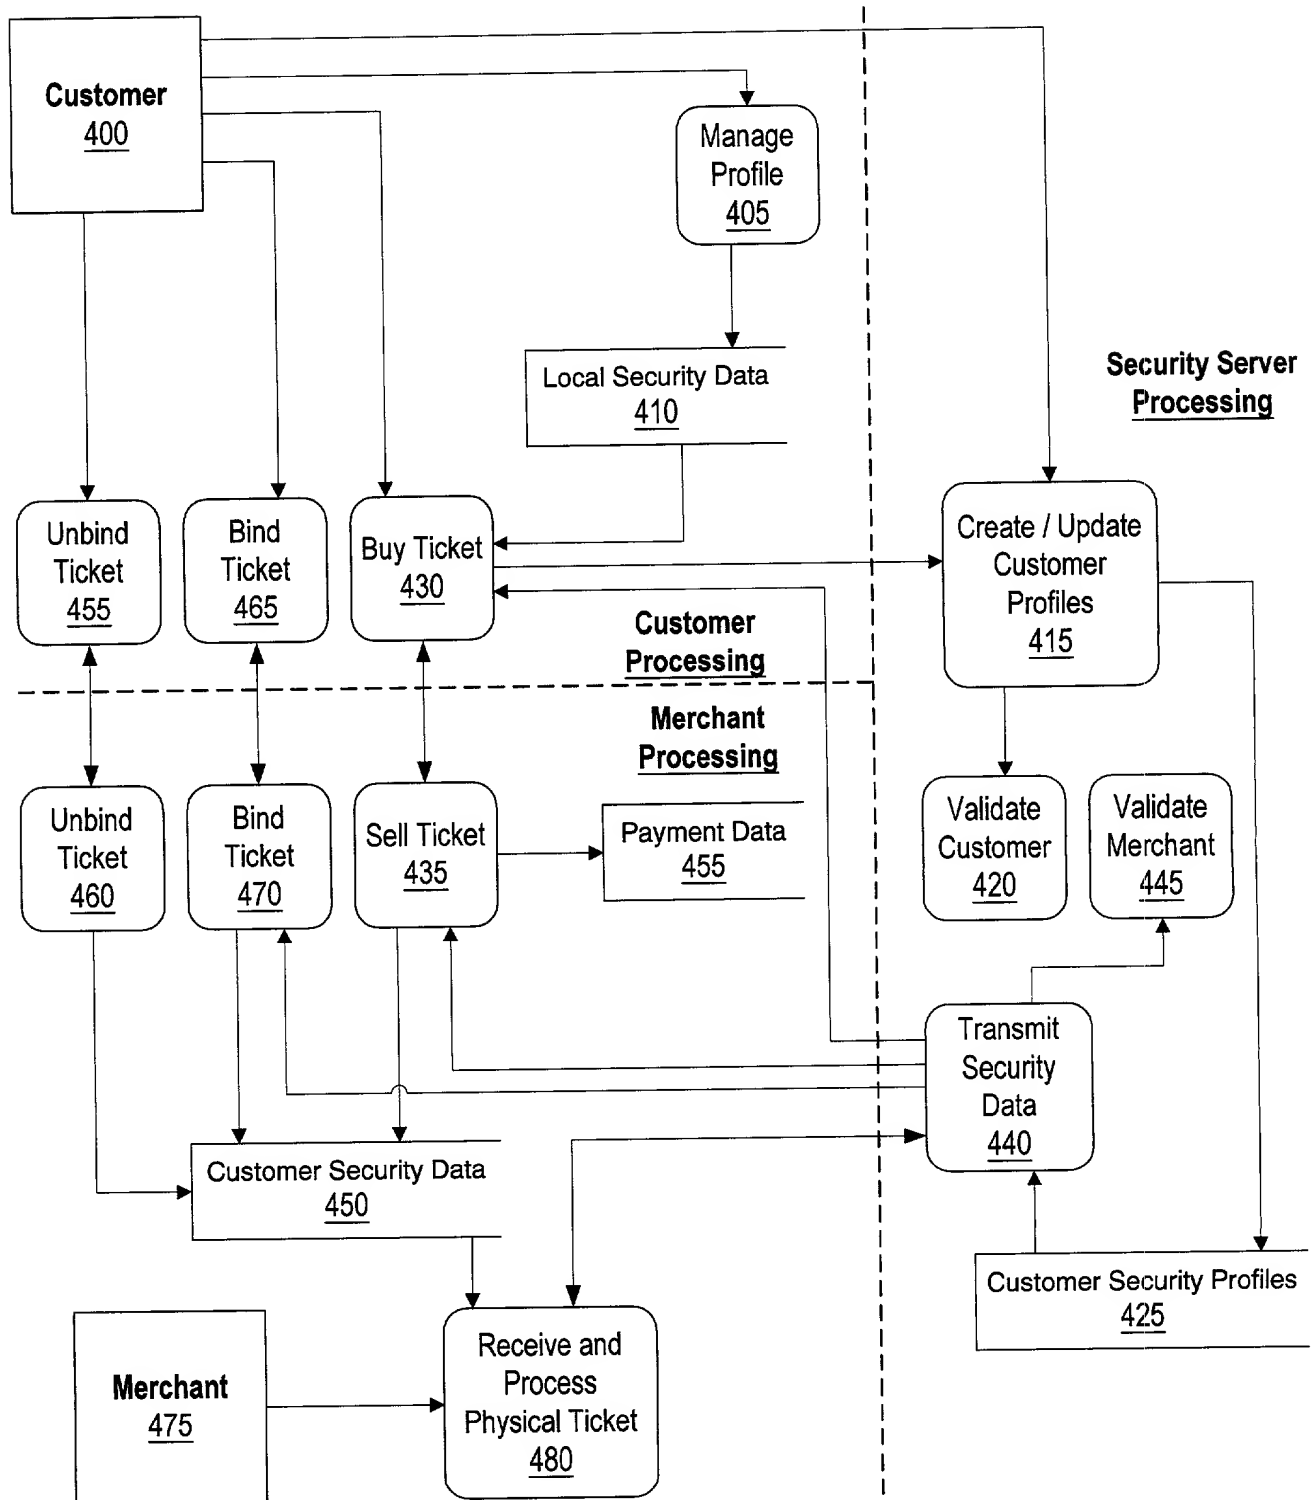 Customer
400
Manage
Profile
405
Local Security Data
410
Security Server
Processing
Unbind
Ticket
455
Bind
Ticket
465
Buy Ticket
430
Create / Update
Customer
Profiles
415
Customer
Processing
Merchant
Processing
Unbind
Ticket
460
Bind
Ticket
470
Sell Ticket
435
Payment Data
455
Validate
Customer
420
Validate
Merchant
445
Transmit
Security
Data
440
Customer Security Data
450
Customer Security Profiles
425
Merchant
475
Receive and
Process
Physical Ticket
480